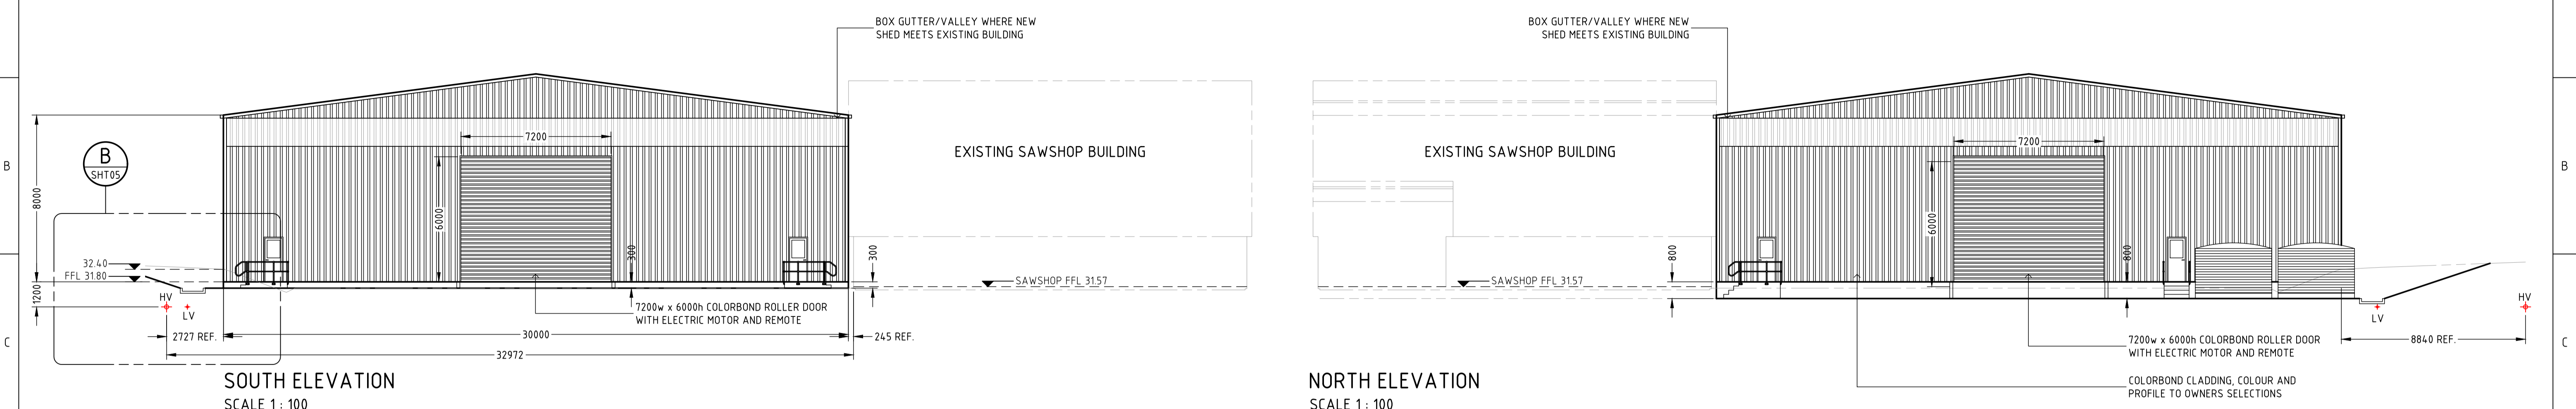 BOX GUTTER/VALLEY WHERE NEW
SHED MEETS EXISTING BUILDING
7200
EXISTING SAWSHOP BUILDING
B
B
SHT05
8000
6000
300
300
32.40
FFL 31.80
1200
HV
LV
SAWSHOP FFL 31.57
7200w x 6000h COLORBOND ROLLER DOOR
WITH ELECTRIC MOTOR AND REMOTE
2727 REF.
30000
245 REF.
32972
C
SOUTH ELEVATION
SCALE 1 : 100
BOX GUTTER/VALLEY WHERE NEW
SHED MEETS EXISTING BUILDING
EXISTING SAWSHOP BUILDING
7200
B
6000
800
800
SAWSHOP FFL 31.57
HV
LV
7200w x 6000h COLORBOND ROLLER DOOR
WITH ELECTRIC MOTOR AND REMOTE
8840 REF.
C
COLORBOND CLADDING, COLOUR AND
PROFILE TO OWNERS SELECTIONS
NORTH ELEVATION
SCALE 1 : 100